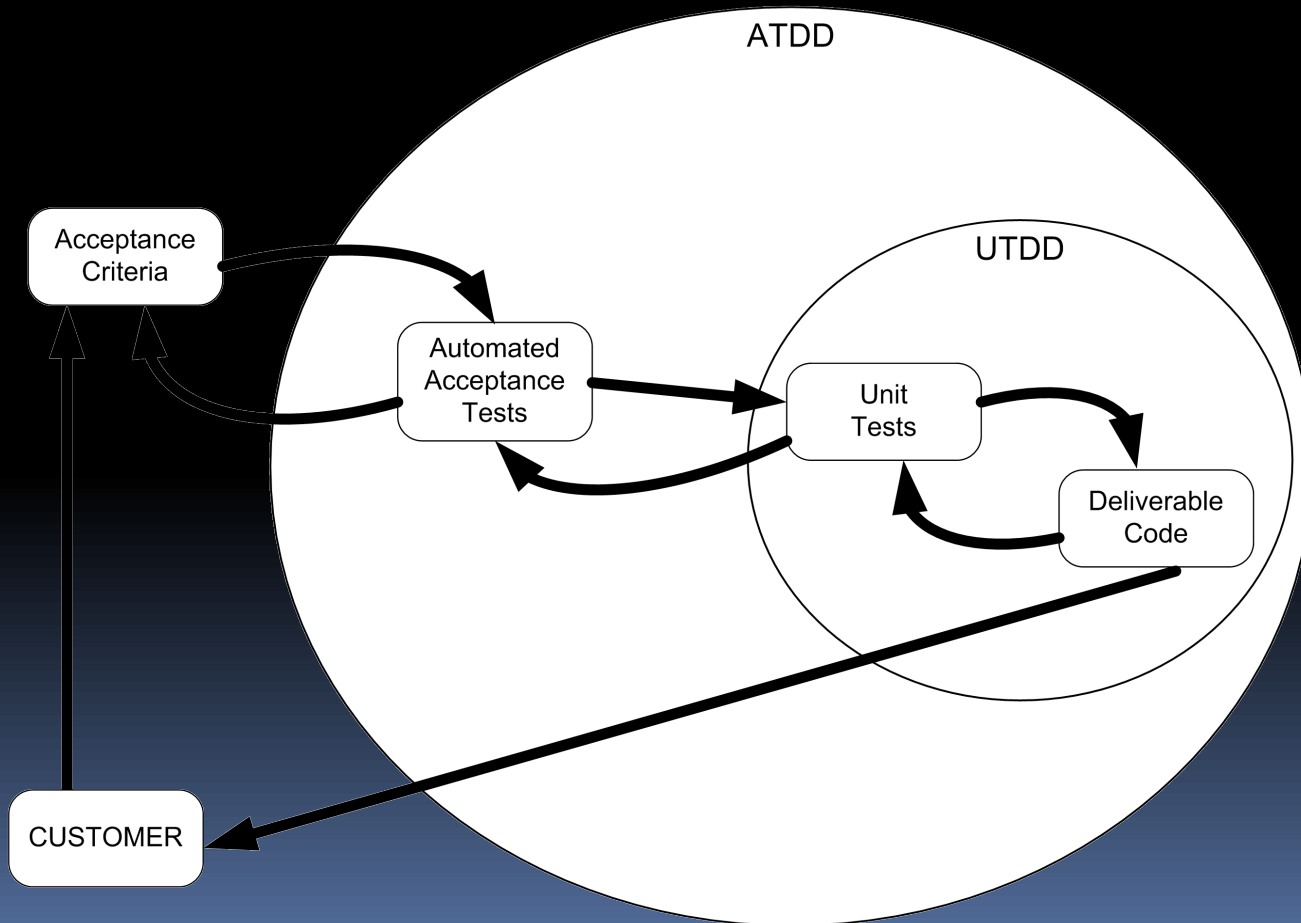 ATDD
UTDD
Acceptance
Criteria
Automated
Acceptance
Tests
Unit
Tests
Deliverable
Code
CUSTOMER